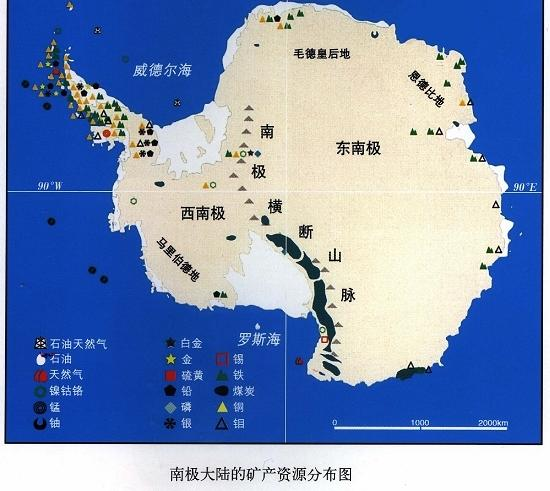 威德尔海
毛德皇后地
恩德比地
南
极
横
断
山
脉
东南极
90°W
90°E
西南极
马里伯德地
罗斯海
石油天然气
石油
天然气
镍钴铬
锰
铀
白金
金
硫黄
铅
磷
银
锡
铁
煤炭
铜
钼
0 1000 2000km
南极大陆的矿产资源分布图